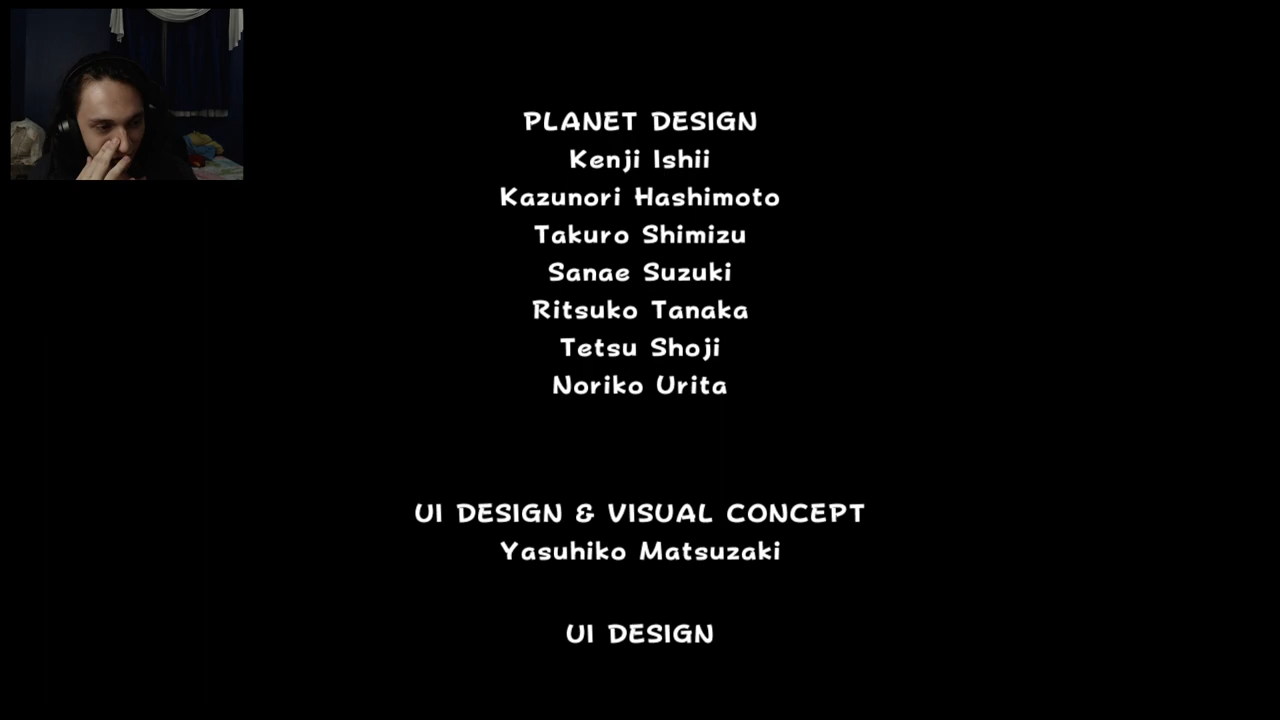 PLANET DESIGN
Kenji Ishii
Kazunori Hashimoto
Takuro Shimizu
Sanae Suzuki
Ritsuko Tanaka
Tetsu Shoji
Noriko Urita
UI DESIGN & VISUAL CONCEPT
Yasuhiko Matsuzaki
UI DESIGN